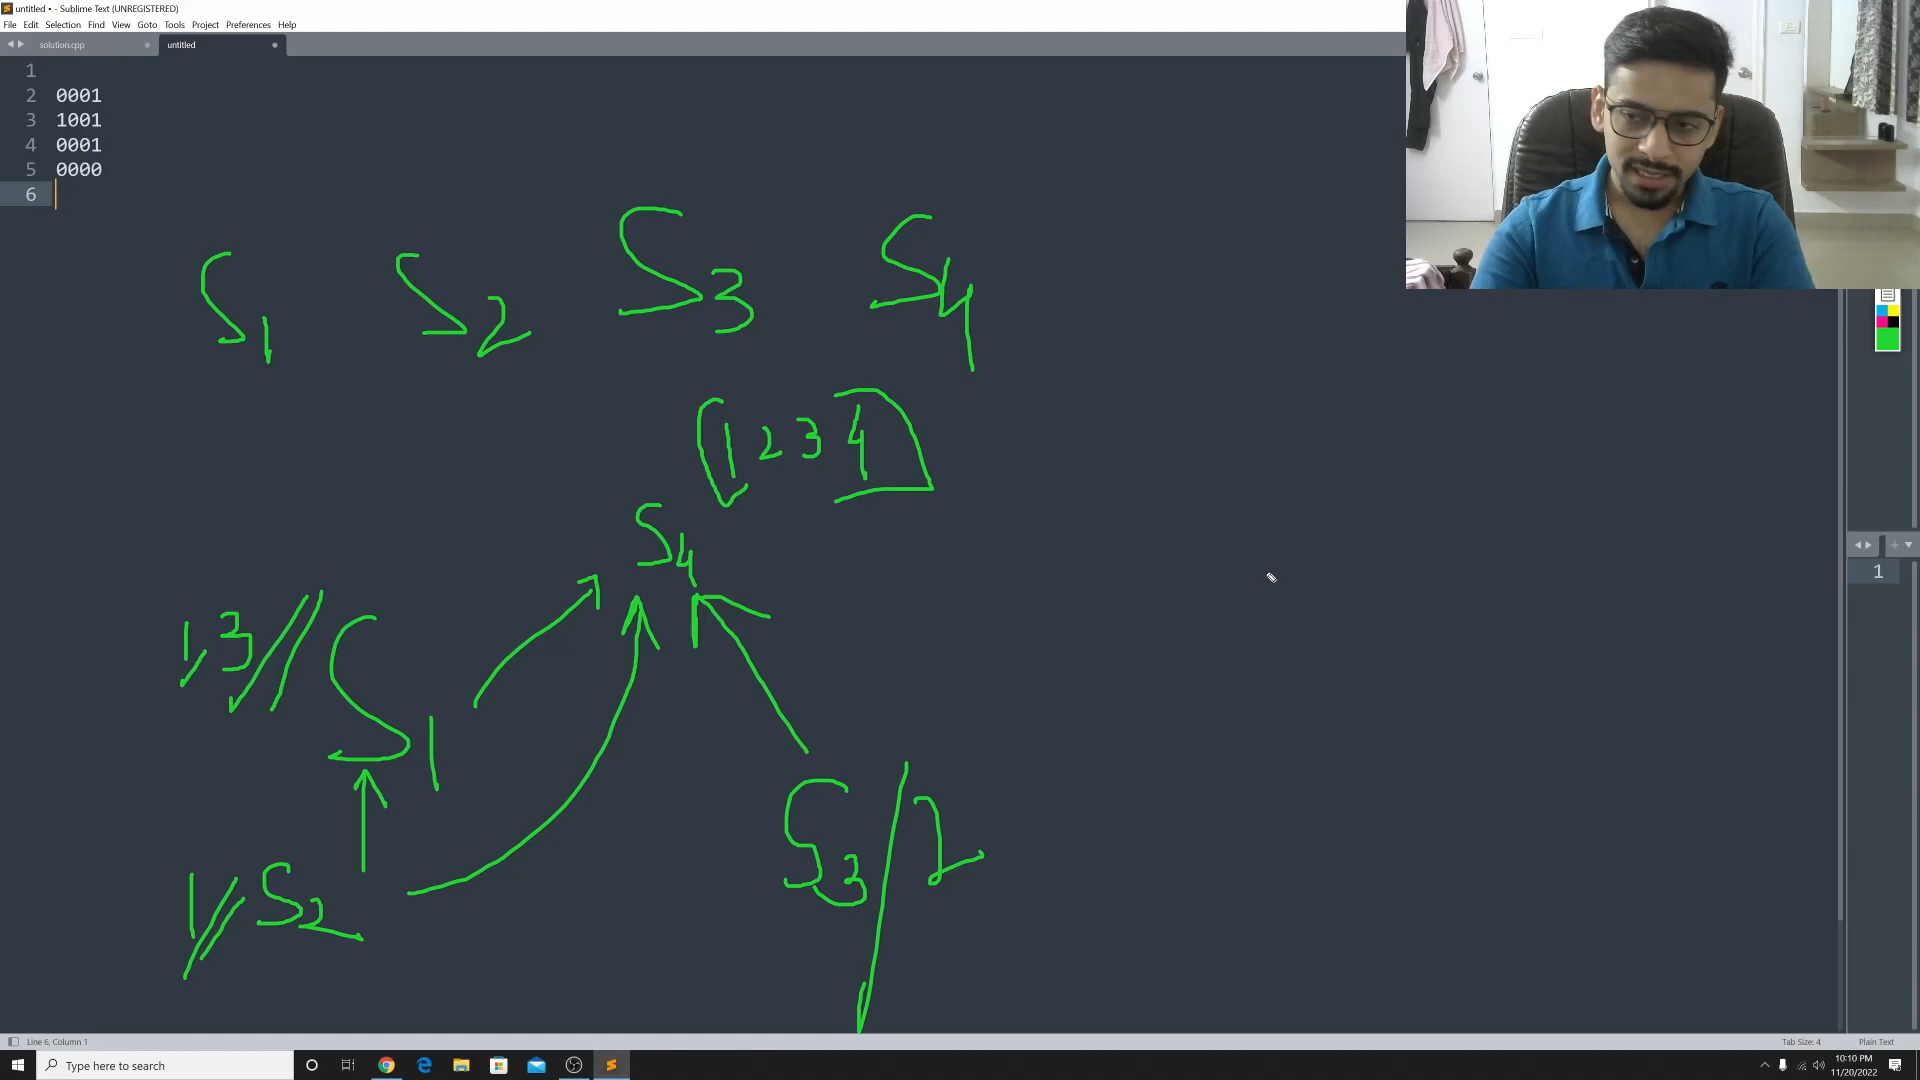 untitled • - Sublime Text (UNREGISTERED)
File Edit Selection Find View Goto Tools Project Preferences Help
solution.cpp untitled
1
2 0001
3 1001
4 0001
5 0000
6
S1 S2 S3 S4
1 2 3 4
S4
1, 3 S1
S3 2
1 S2
1
Line 6, Column 1
Tab Size: 4 Plain Text
Type here to search
10:10 PM
11/20/2022